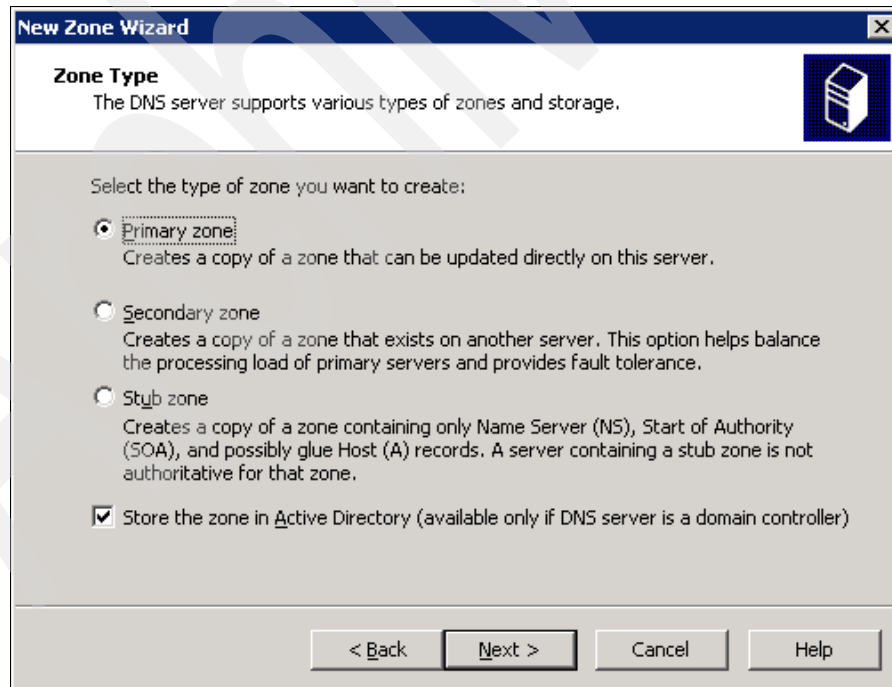 New Zone Wizard
Zone Type
The DNS server supports various types of zones and storage.
Select the type of zone you want to create:
Primary zone
Creates a copy of a zone that can be updated directly on this server.
Secondary zone
Creates a copy of a zone that exists on another server. This option helps balance
the processing load of primary servers and provides fault tolerance.
Stub zone
Creates a copy of a zone containing only Name Server (NS), Start of Authority
(SOA), and possibly glue Host (A) records. A server containing a stub zone is not
authoritative for that zone.
Store the zone in Active Directory (available only if DNS server is a domain controller)
< Back Next > Cancel Help